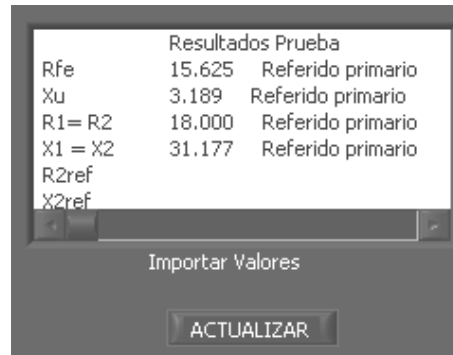 Resultados Prueba
Rfe 15.625 Referido primario
Xu 3.189 Referido primario
R1= R2 18.000 Referido primario
X1 = X2 31.177 Referido primario
R2ref
X2ref
Importar Valores
ACTUALIZAR